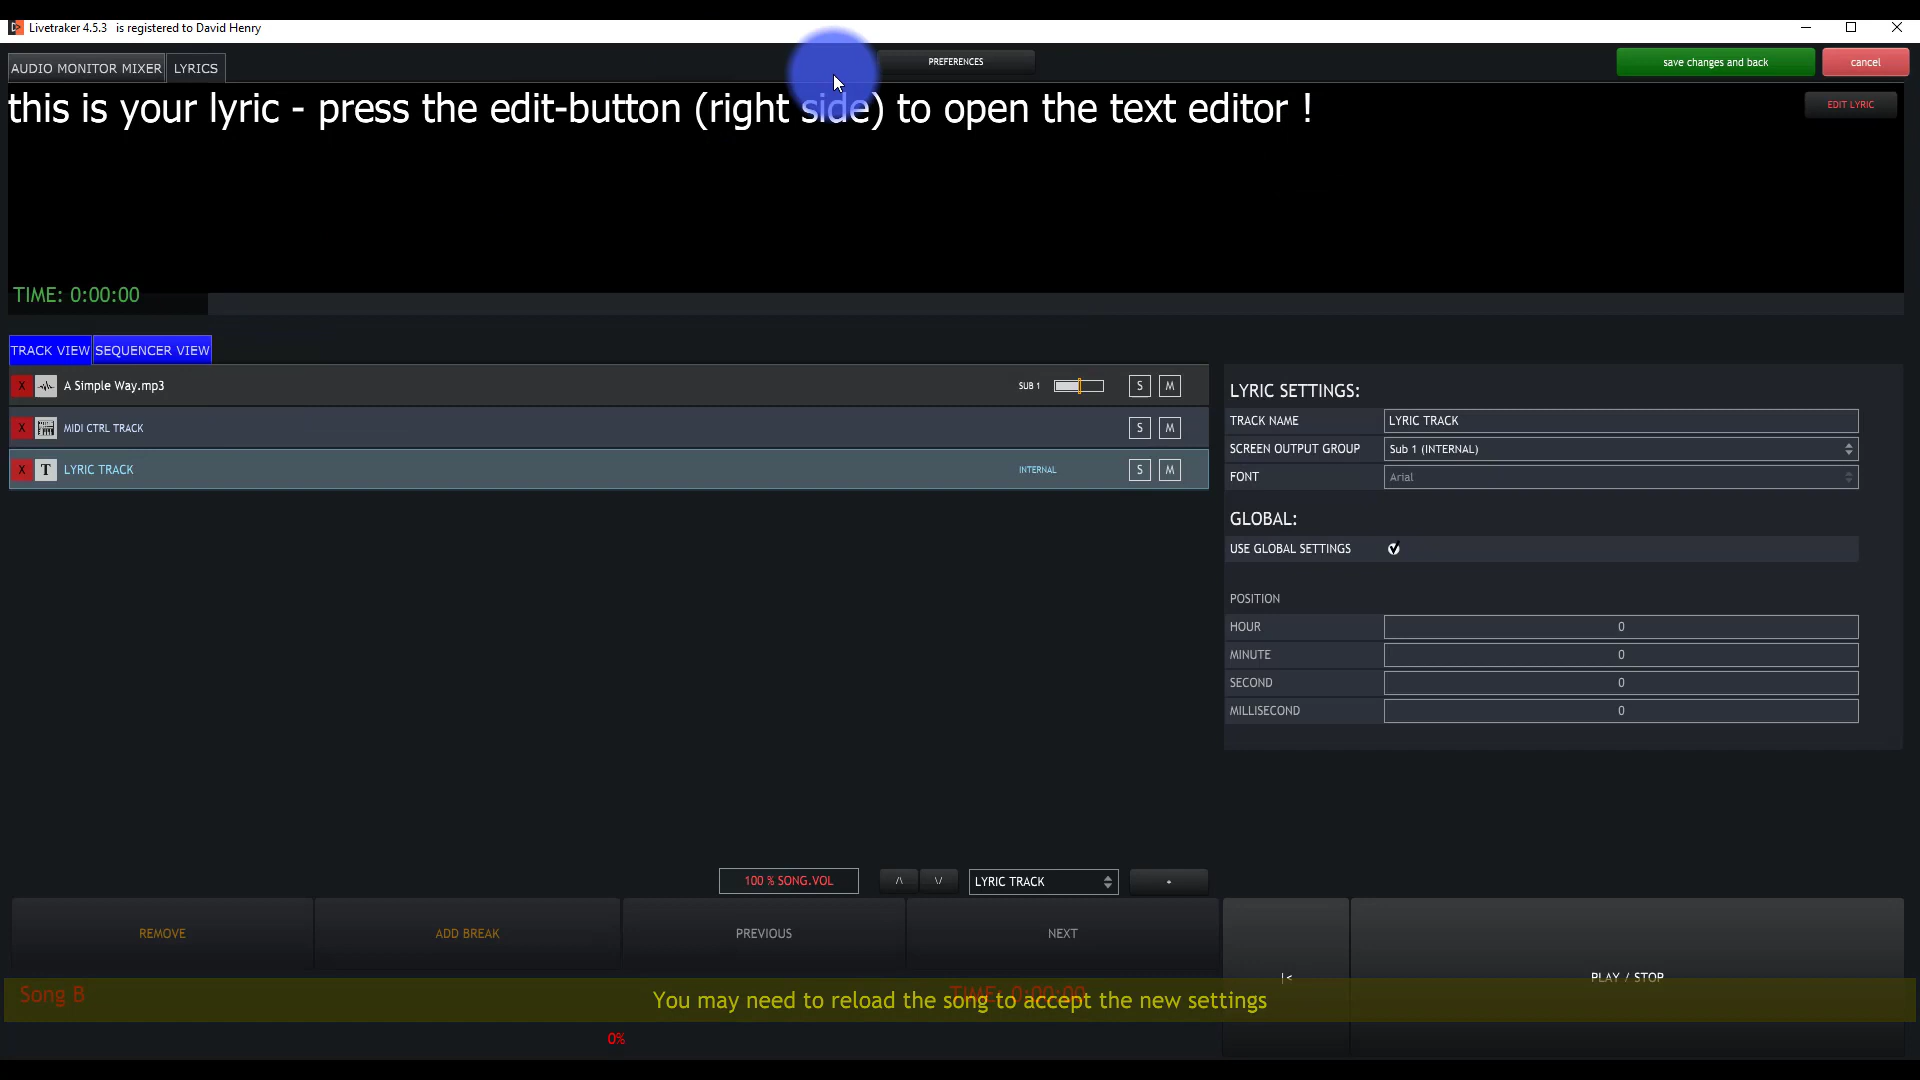 Livetraker 4.5.3 is registered to David Henry
AUDIO MONITOR MIXER LYRICS PREFERENCES save changes and back cancel
this is your lyric - press the edit-button (right side) to open the text editor !
EDIT LYRIC
TIME: 0:00:00
TRACK VIEW SEQUENCER VIEW
X A Simple Way.mp3 SUB 1 S M
X MIDI CTRL TRACK S M
X T LYRIC TRACK INTERNAL S M
LYRIC SETTINGS:
TRACK NAME LYRIC TRACK
SCREEN OUTPUT GROUP Sub 1 (INTERNAL)
FONT Arial
GLOBAL:
USE GLOBAL SETTINGS
POSITION
HOUR 0
MINUTE 0
SECOND 0
MILLISECOND 0
100 % SONG.VOL /\ \/ LYRIC TRACK +
REMOVE ADD BREAK PREVIOUS NEXT
|< PLAY / STOP
Song B TIME: 0:00:00
You may need to reload the song to accept the new settings
0%